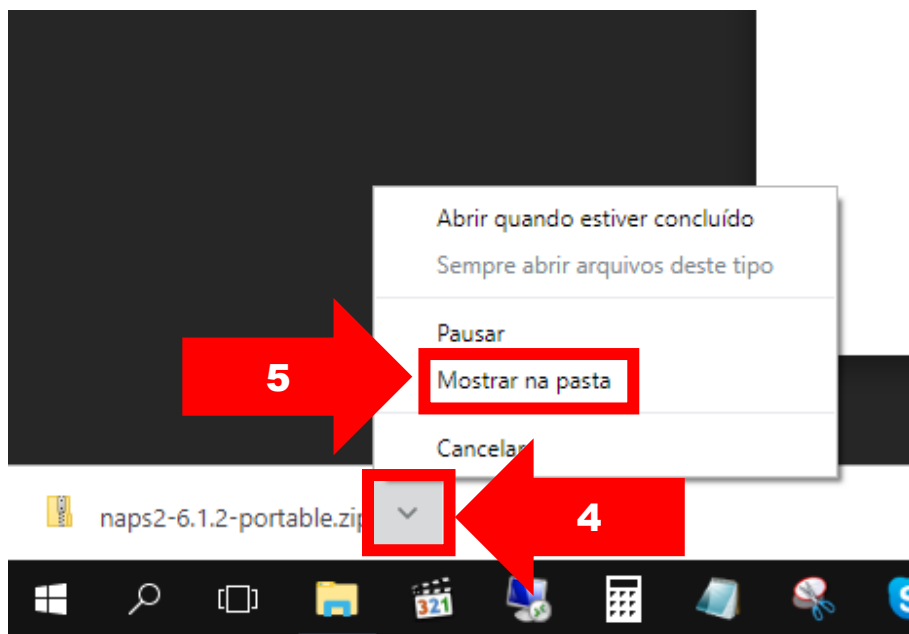 Abrir quando estiver concluído
Sempre abrir arquivos deste tipo
Pausar
5
Mostrar na pasta
Cancelar
naps2-6.1.2-portable.zip
4
321
S